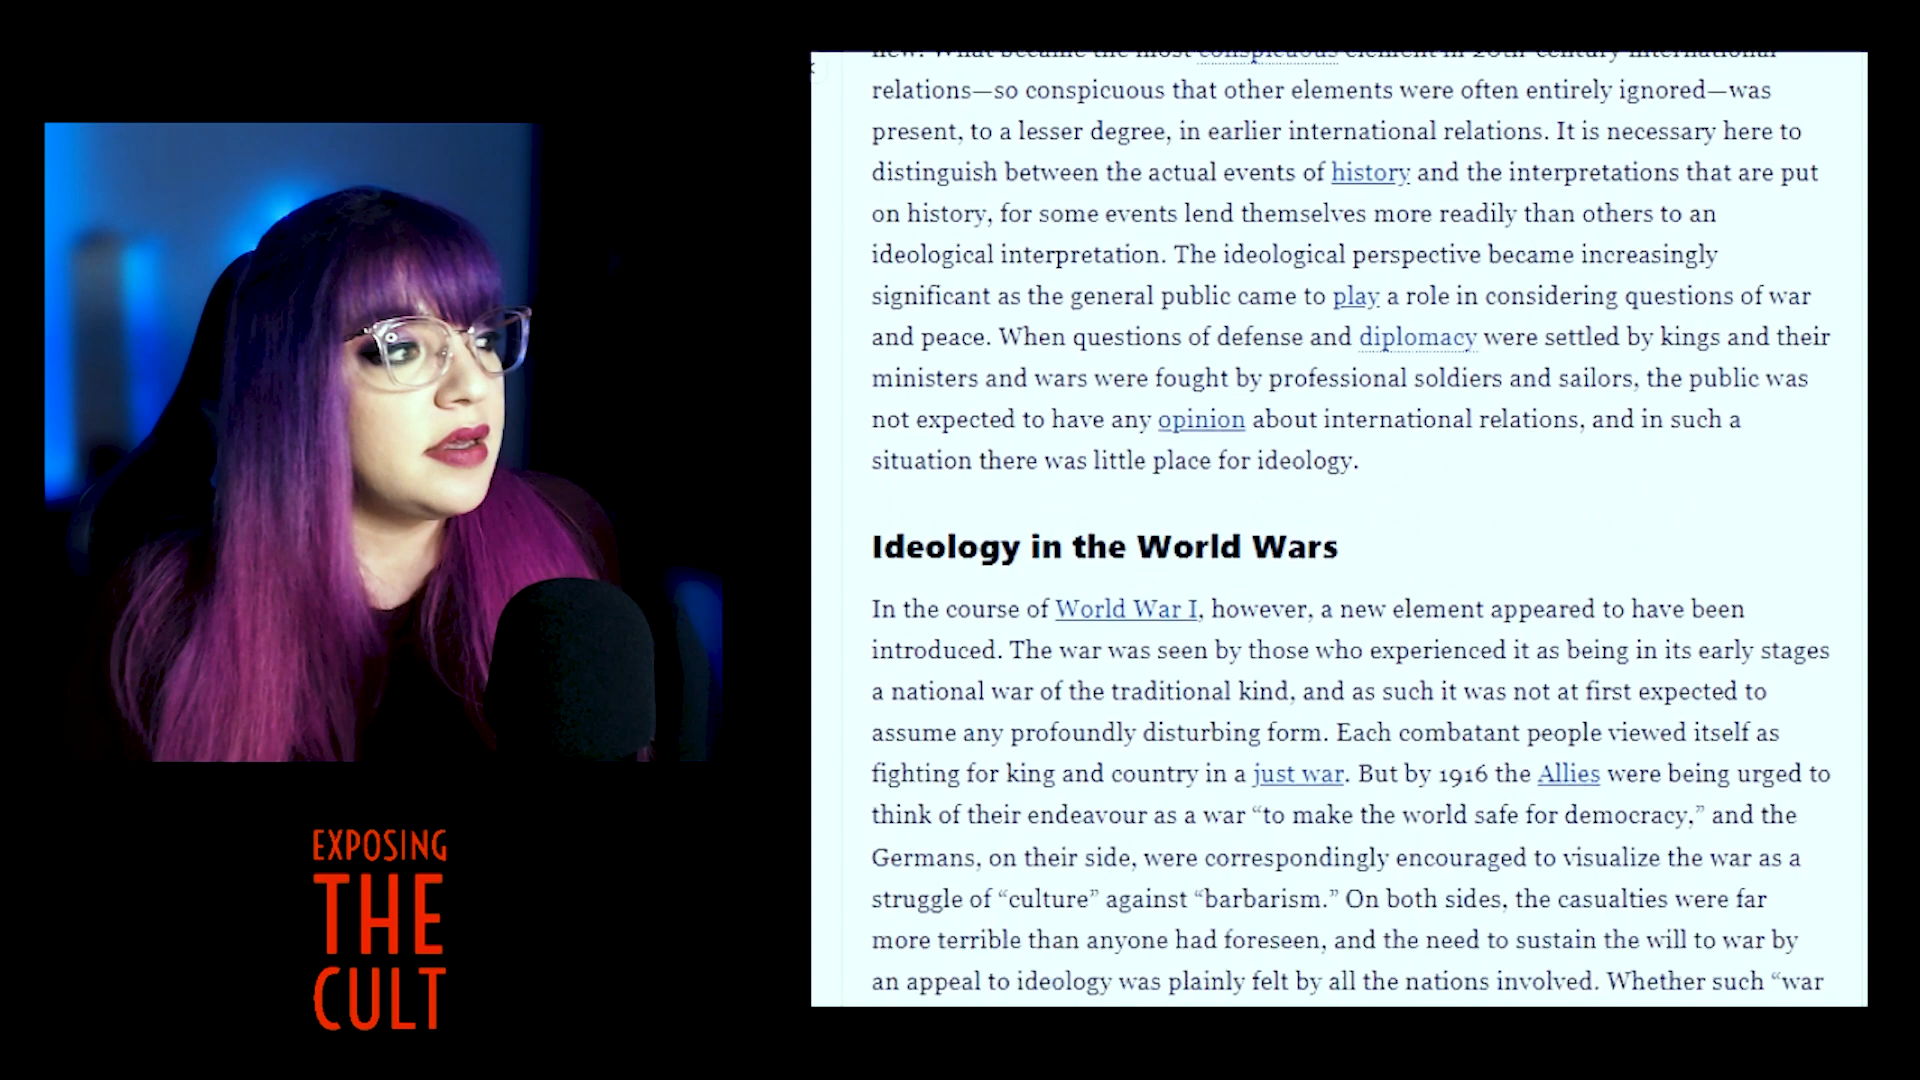 EXPOSING
THE
CULT
new. What became the most conspicuous element in 20th-century international
relations—so conspicuous that other elements were often entirely ignored—was
present, to a lesser degree, in earlier international relations. It is necessary here to
distinguish between the actual events of history and the interpretations that are put
on history, for some events lend themselves more readily than others to an
ideological interpretation. The ideological perspective became increasingly
significant as the general public came to play a role in considering questions of war
and peace. When questions of defense and diplomacy were settled by kings and their
ministers and wars were fought by professional soldiers and sailors, the public was
not expected to have any opinion about international relations, and in such a
situation there was little place for ideology.
Ideology in the World Wars
In the course of World War I, however, a new element appeared to have been
introduced. The war was seen by those who experienced it as being in its early stages
a national war of the traditional kind, and as such it was not at first expected to
assume any profoundly disturbing form. Each combatant people viewed itself as
fighting for king and country in a just war. But by 1916 the Allies were being urged to
think of their endeavour as a war “to make the world safe for democracy,” and the
Germans, on their side, were correspondingly encouraged to visualize the war as a
struggle of “culture” against “barbarism.” On both sides, the casualties were far
more terrible than anyone had foreseen, and the need to sustain the will to war by
an appeal to ideology was plainly felt by all the nations involved. Whether such “war